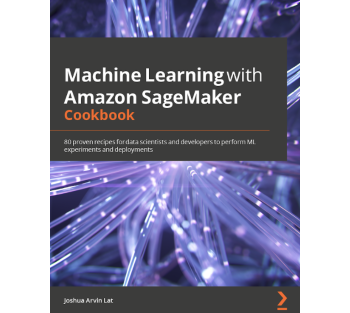 Machine Learning with
Amazon SageMaker
Cookbook
80 proven recipes for data scientists and developers to perform ML
experiments and deployments
Joshua Arvin Lat